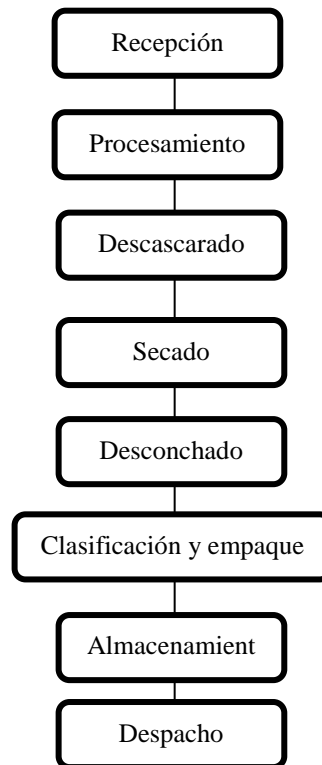 Recepción
Procesamiento
Descascarado
Secado
Desconchado
Clasificación y empaque
Almacenamient
Despacho